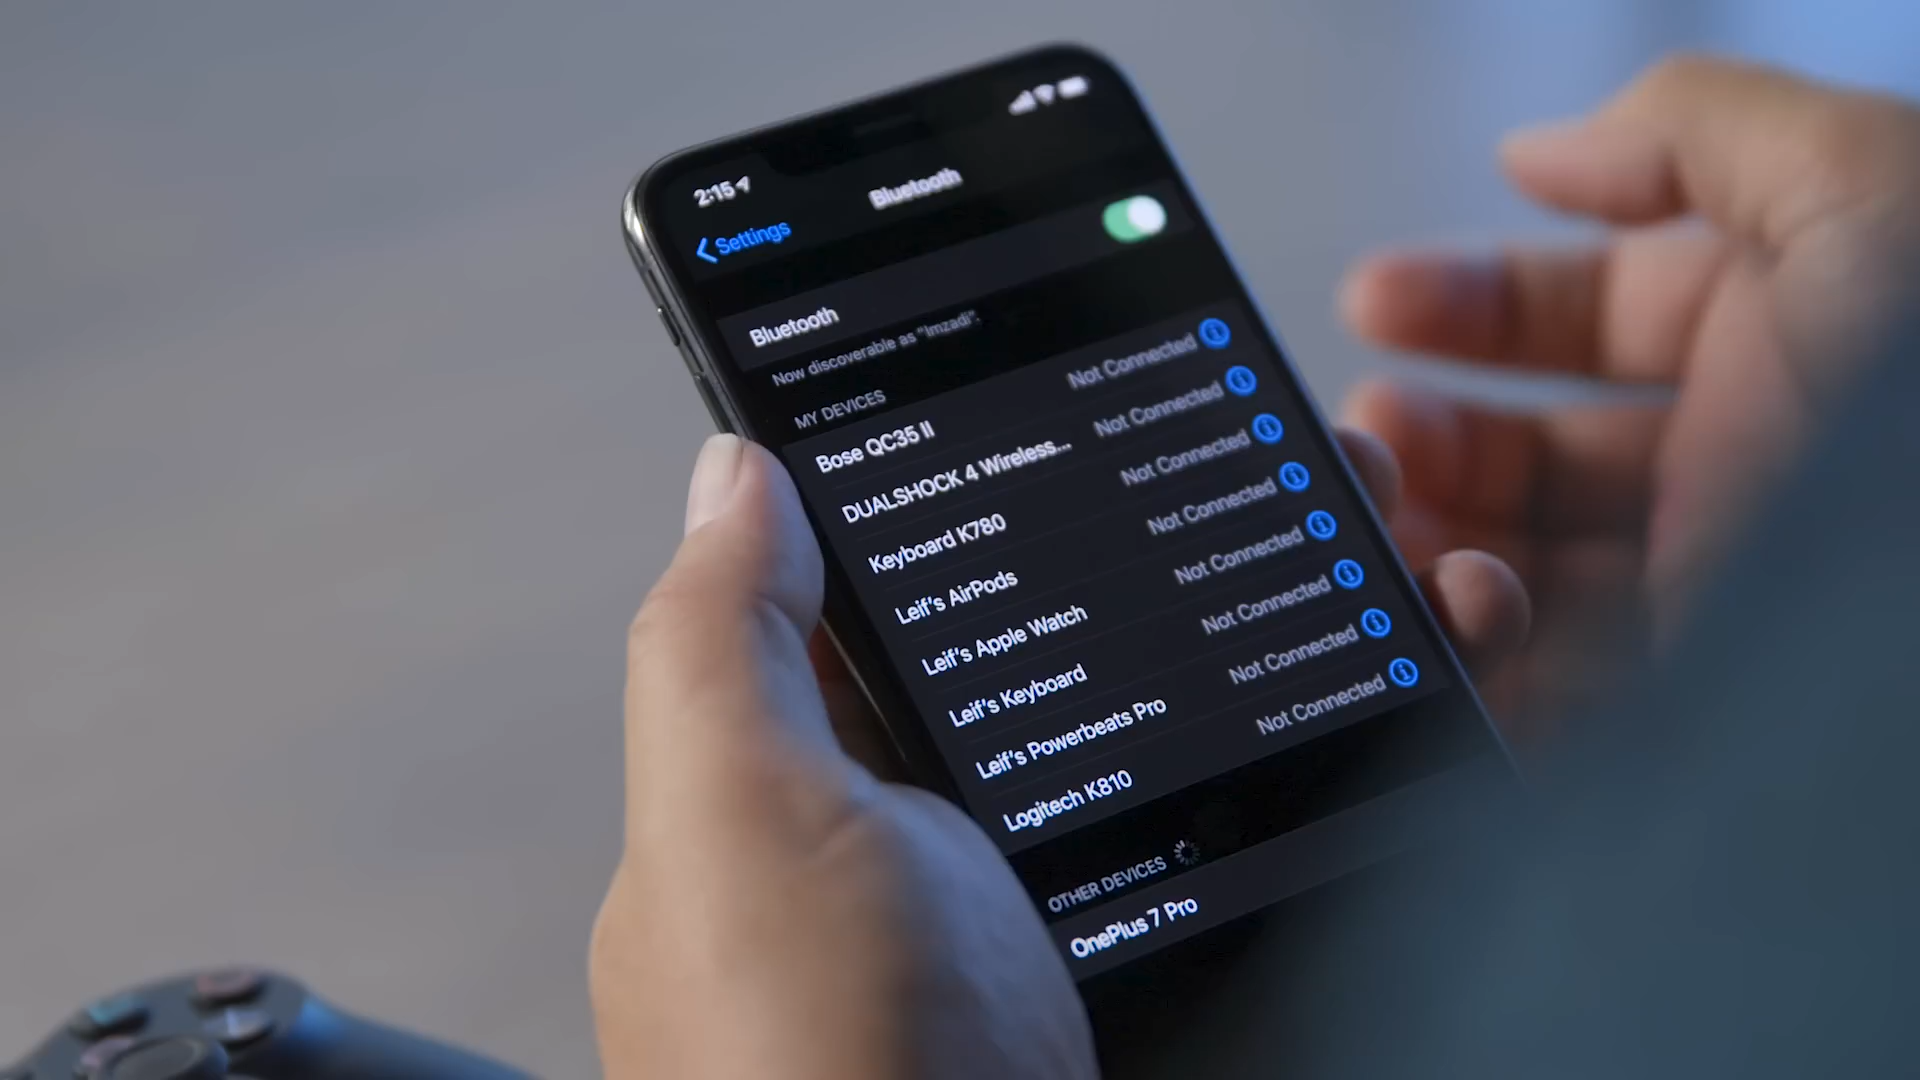 2:15
Settings
Bluetooth
Bluetooth
Now discoverable as "Imzadi".
MY DEVICES
Bose QC35 II Not Connected
DUALSHOCK 4 Wireless... Not Connected
Keyboard K780 Not Connected
Leif's AirPods Not Connected
Leif's Apple Watch Not Connected
Leif's Keyboard Not Connected
Leif's Powerbeats Pro Not Connected
Logitech K810 Not Connected
OTHER DEVICES
OnePlus 7 Pro